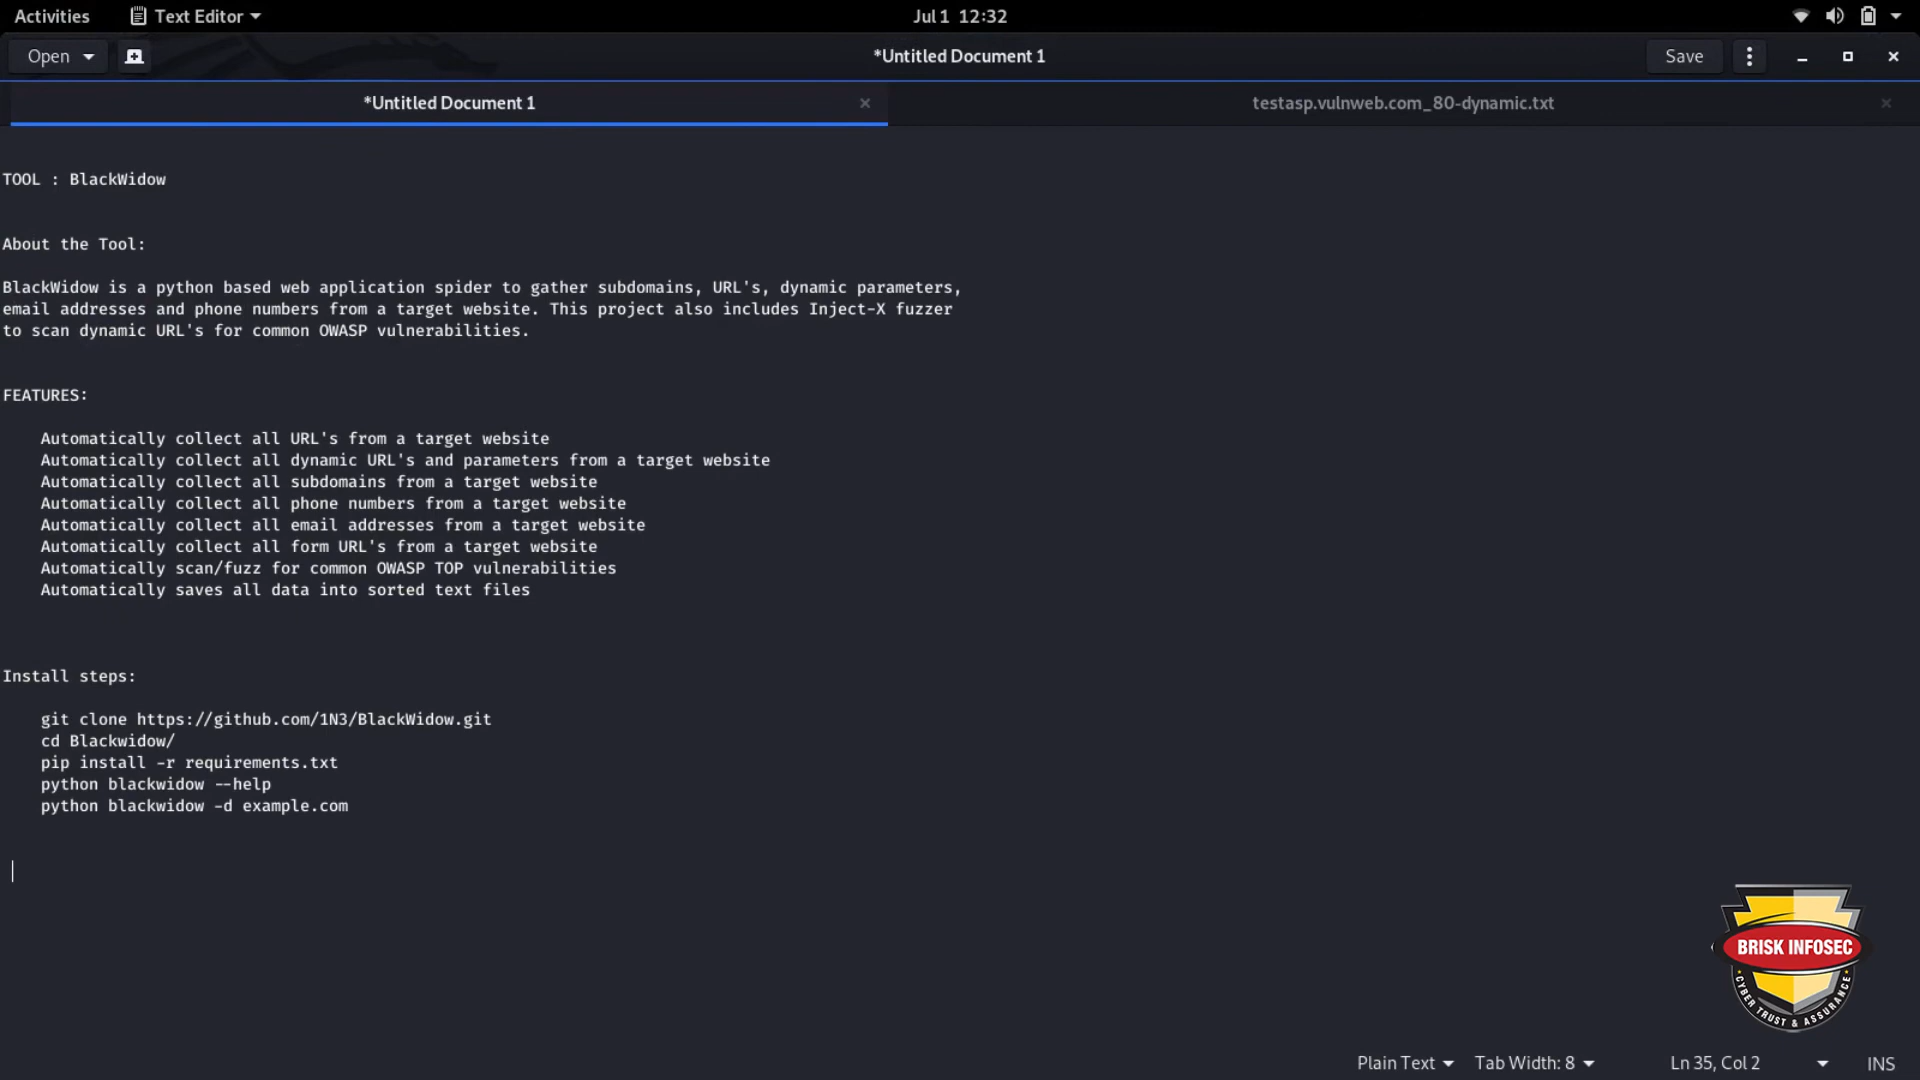 Activities Text Editor Jul 1 12:32
Open *Untitled Document 1 Save
*Untitled Document 1 testasp.vulnweb.com_80-dynamic.txt
TOOL : BlackWidow
About the Tool:
BlackWidow is a python based web application spider to gather subdomains, URL's, dynamic parameters,
email addresses and phone numbers from a target website. This project also includes Inject-X fuzzer
to scan dynamic URL's for common OWASP vulnerabilities.
FEATURES:
Automatically collect all URL's from a target website
Automatically collect all dynamic URL's and parameters from a target website
Automatically collect all subdomains from a target website
Automatically collect all phone numbers from a target website
Automatically collect all email addresses from a target website
Automatically collect all form URL's from a target website
Automatically scan/fuzz for common OWASP TOP vulnerabilities
Automatically saves all data into sorted text files
Install steps:
git clone https://github.com/1N3/BlackWidow.git
cd Blackwidow/
pip install -r requirements.txt
python blackwidow --help
python blackwidow -d example.com
BRISK INFOSEC
CYBER TRUST & ASSURANCE
Plain Text Tab Width: 8 Ln 35, Col 2 INS